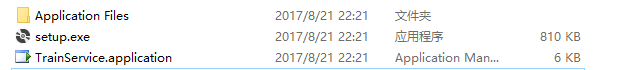 Application Files 2017/8/21 22:21 文件夹
setup.exe 2017/8/21 22:21 应用程序 810 KB
TrainService.application 2017/8/21 22:21 Application Man... 6 KB